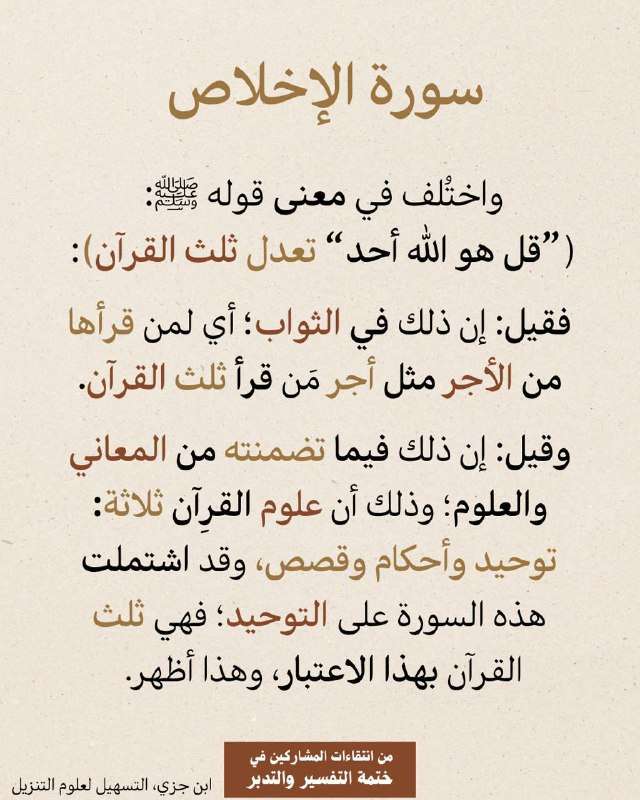 سورة الإخلاص
واختُلف في معنى قوله ﷺ:
(”قل هو الله أحد“ تعدل ثلث القرآن):
فقيل: إن ذلك في الثواب؛ أي لمن قرأها
من الأجر مثل أجر مَن قرأ ثلث القرآن.
وقيل: إن ذلك فيما تضمنته من المعاني
والعلوم؛ وذلك أن علوم القرآن ثلاثة:
توحيد وأحكام وقصص، وقد اشتملت
هذه السورة على التوحيد؛ فهي ثلث
القرآن بهذا الاعتبار، وهذا أظهر.
من انتقاءات المشاركين في
ختمة التفسير والتدبر
ابن جزي، التسهيل لعلوم التنزيل